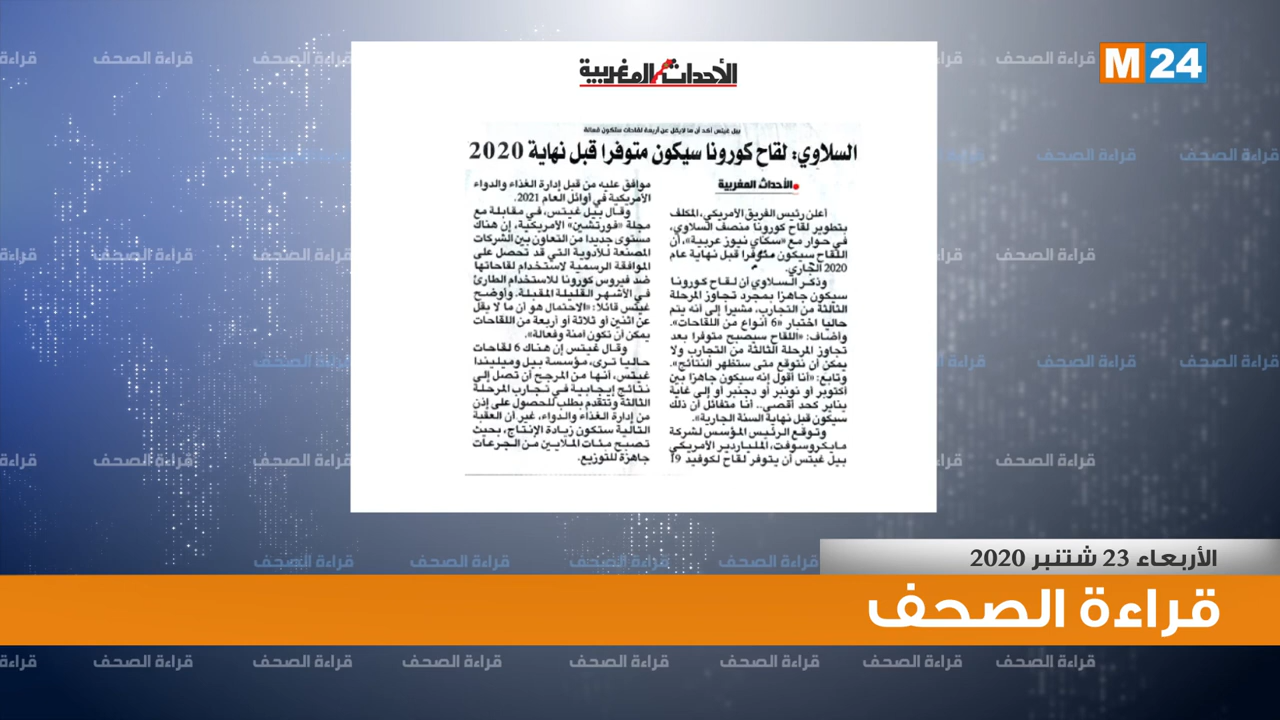 M 24
الأحداث المغربية
بيل غيتس أكد أن ما لا يقل عن أربعة لقاحات ستكون فعالة
السلاوي: لقاح كورونا سيكون متوفرا قبل نهاية 2020
الأحداث المغربية
أعلن رئيس الفريق الأمريكي، المكلف
بتطوير لقاح كورونا منصف السلاوي،
في حوار مع «سكاي نيوز عربية»، أن
اللقاح سيكون متوفرا قبل نهاية عام
2020 الجاري.
وذكر السلاوي أن لقاح كورونا
سيكون جاهزا بمجرد تجاوز المرحلة
الثالثة من التجارب، مشيرا إلى أنه يتم
حاليا اختبار «6 أنواع من اللقاحات».
وأضاف: «اللقاح سيصبح متوفرا بعد
تجاوز المرحلة الثالثة من التجارب ولا
يمكن أن نتوقع متى ستظهر النتائج».
وتابع: «أنا أقول إنه سيكون جاهزا بين
أكتوبر أو نونبر أو دجنبر أو إلى غاية
يناير كحد أقصى.. أنا متفائل أن ذلك
سيكون قبل نهاية السنة الجارية».
وتوقع الرئيس المؤسس لشركة
مايكروسوفت، الملياردير الأمريكي
بيل غيتس أن يتوفر لقاح لكوفيد 19
موافق عليه من قبل إدارة الغذاء والدواء
الأمريكية في أوائل العام 2021.
وقال بيل غيتس، في مقابلة مع
مجلة «فورتشين» الأمريكية، إن هناك
مستوى جديدا من التعاون بين الشركات
المصنعة للأدوية التي قد تحصل على
الموافقة الرسمية لاستخدام لقاحاتها
ضد فيروس كورونا للاستخدام الطارئ
في الأشهر القليلة المقبلة. وأوضح
غيتس قائلا: «الاحتمال هو أن ما لا يقل
عن اثنين أو ثلاثة أو أربعة من اللقاحات
يمكن أن تكون آمنة وفعالة».
وقال غيتس إن هناك 6 لقاحات
حاليا ترى، مؤسسة بيل وميليندا
غيتس، أنها من المرجح أن تصل إلى
نتائج إيجابية في تجارب المرحلة
الثالثة وتتقدم بطلب للحصول على إذن
من إدارة الغذاء والدواء، غير أن العقبة
التالية ستكون زيادة الإنتاج، بحيث
تصبح مئات الملايين من الجرعات
جاهزة للتوزيع.
الأربعاء 23 شتنبر 2020
قراءة الصحف